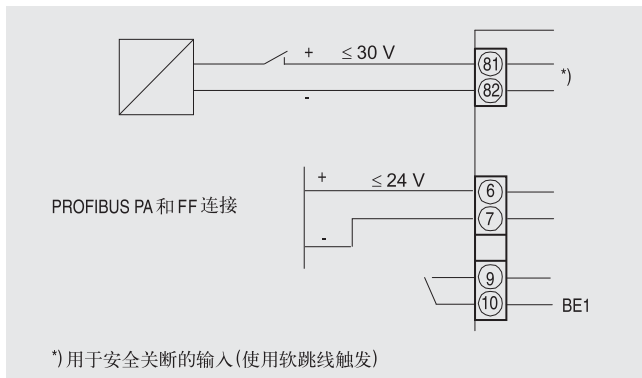 + ≤ 30 V
81
*)
82
-
+ ≤ 24 V
6
PROFIBUS PA 和 FF 连接
7
-
9
10 BE1
*) 用于安全关断的输入 (使用软跳线触发)